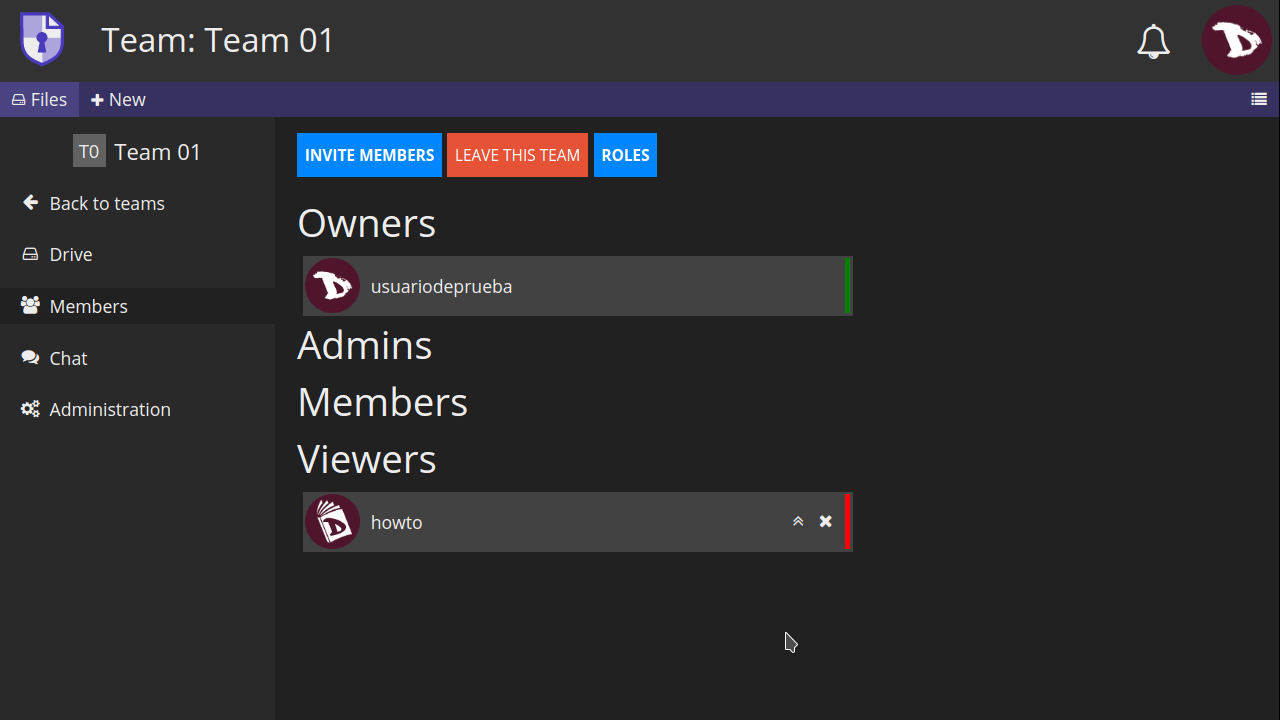 Team: Team 01
Files
New
T0 Team 01
Back to teams
Drive
Members
Chat
Administration
INVITE MEMBERS LEAVE THIS TEAM ROLES
Owners
usuariodeprueba
Admins
Members
Viewers
howto